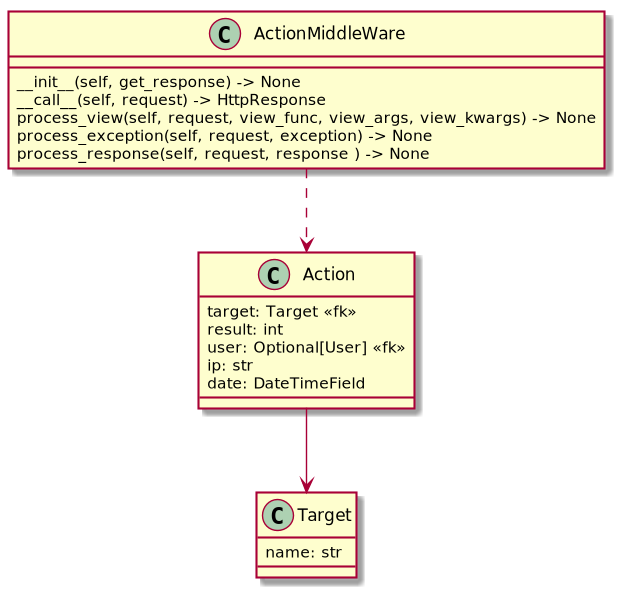 C ActionMiddleWare
__init__(self, get_response) -> None
__call__(self, request) -> HttpResponse
process_view(self, request, view_func, view_args, view_kwargs) -> None
process_exception(self, request, exception) -> None
process_response(self, request, response ) -> None
C Action
target: Target «fk»
result: int
user: Optional[User] «fk»
ip: str
date: DateTimeField
C Target
name: str